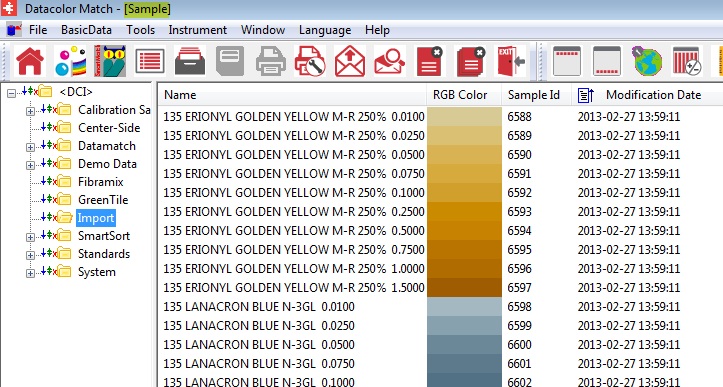 Datacolor Match - [Sample]
File BasicData Tools Instrument Window Language Help
EXIT
<DCI>
Calibration Sa
Center-Side
Datamatch
Demo Data
Fibramix
GreenTile
Import
SmartSort
Standards
System
Name RGB Color Sample Id Modification Date
135 ERIONYL GOLDEN YELLOW M-R 250% 0.0100 6588 2013-02-27 13:59:11
135 ERIONYL GOLDEN YELLOW M-R 250% 0.0250 6589 2013-02-27 13:59:11
135 ERIONYL GOLDEN YELLOW M-R 250% 0.0500 6590 2013-02-27 13:59:11
135 ERIONYL GOLDEN YELLOW M-R 250% 0.0750 6591 2013-02-27 13:59:11
135 ERIONYL GOLDEN YELLOW M-R 250% 0.1000 6592 2013-02-27 13:59:11
135 ERIONYL GOLDEN YELLOW M-R 250% 0.2500 6593 2013-02-27 13:59:11
135 ERIONYL GOLDEN YELLOW M-R 250% 0.5000 6594 2013-02-27 13:59:11
135 ERIONYL GOLDEN YELLOW M-R 250% 0.7500 6595 2013-02-27 13:59:11
135 ERIONYL GOLDEN YELLOW M-R 250% 1.0000 6596 2013-02-27 13:59:11
135 ERIONYL GOLDEN YELLOW M-R 250% 1.5000 6597 2013-02-27 13:59:11
135 LANACRON BLUE N-3GL 0.0100 6598 2013-02-27 13:59:11
135 LANACRON BLUE N-3GL 0.0250 6599 2013-02-27 13:59:11
135 LANACRON BLUE N-3GL 0.0500 6600 2013-02-27 13:59:11
135 LANACRON BLUE N-3GL 0.0750 6601 2013-02-27 13:59:11
135 LANACRON BLUE N-3GL 0.1000 6602 2013-02-27 13:59:11